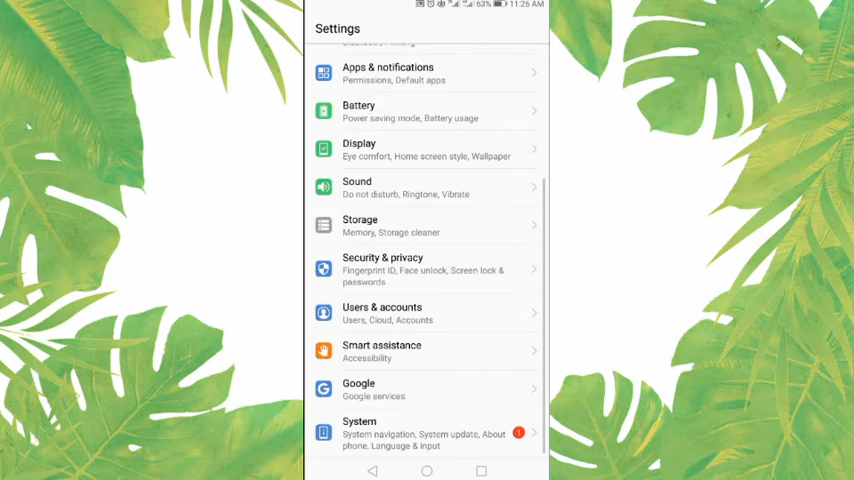 63% 11:26 AM
Settings
Bluetooth, Printing
Apps & notifications
Permissions, Default apps
Battery
Power saving mode, Battery usage
Display
Eye comfort, Home screen style, Wallpaper
Sound
Do not disturb, Ringtone, Vibrate
Storage
Memory, Storage cleaner
Security & privacy
Fingerprint ID, Face unlock, Screen lock &
passwords
Users & accounts
Users, Cloud, Accounts
Smart assistance
Accessibility
Google
Google services
System
System navigation, System update, About
phone, Language & input
1